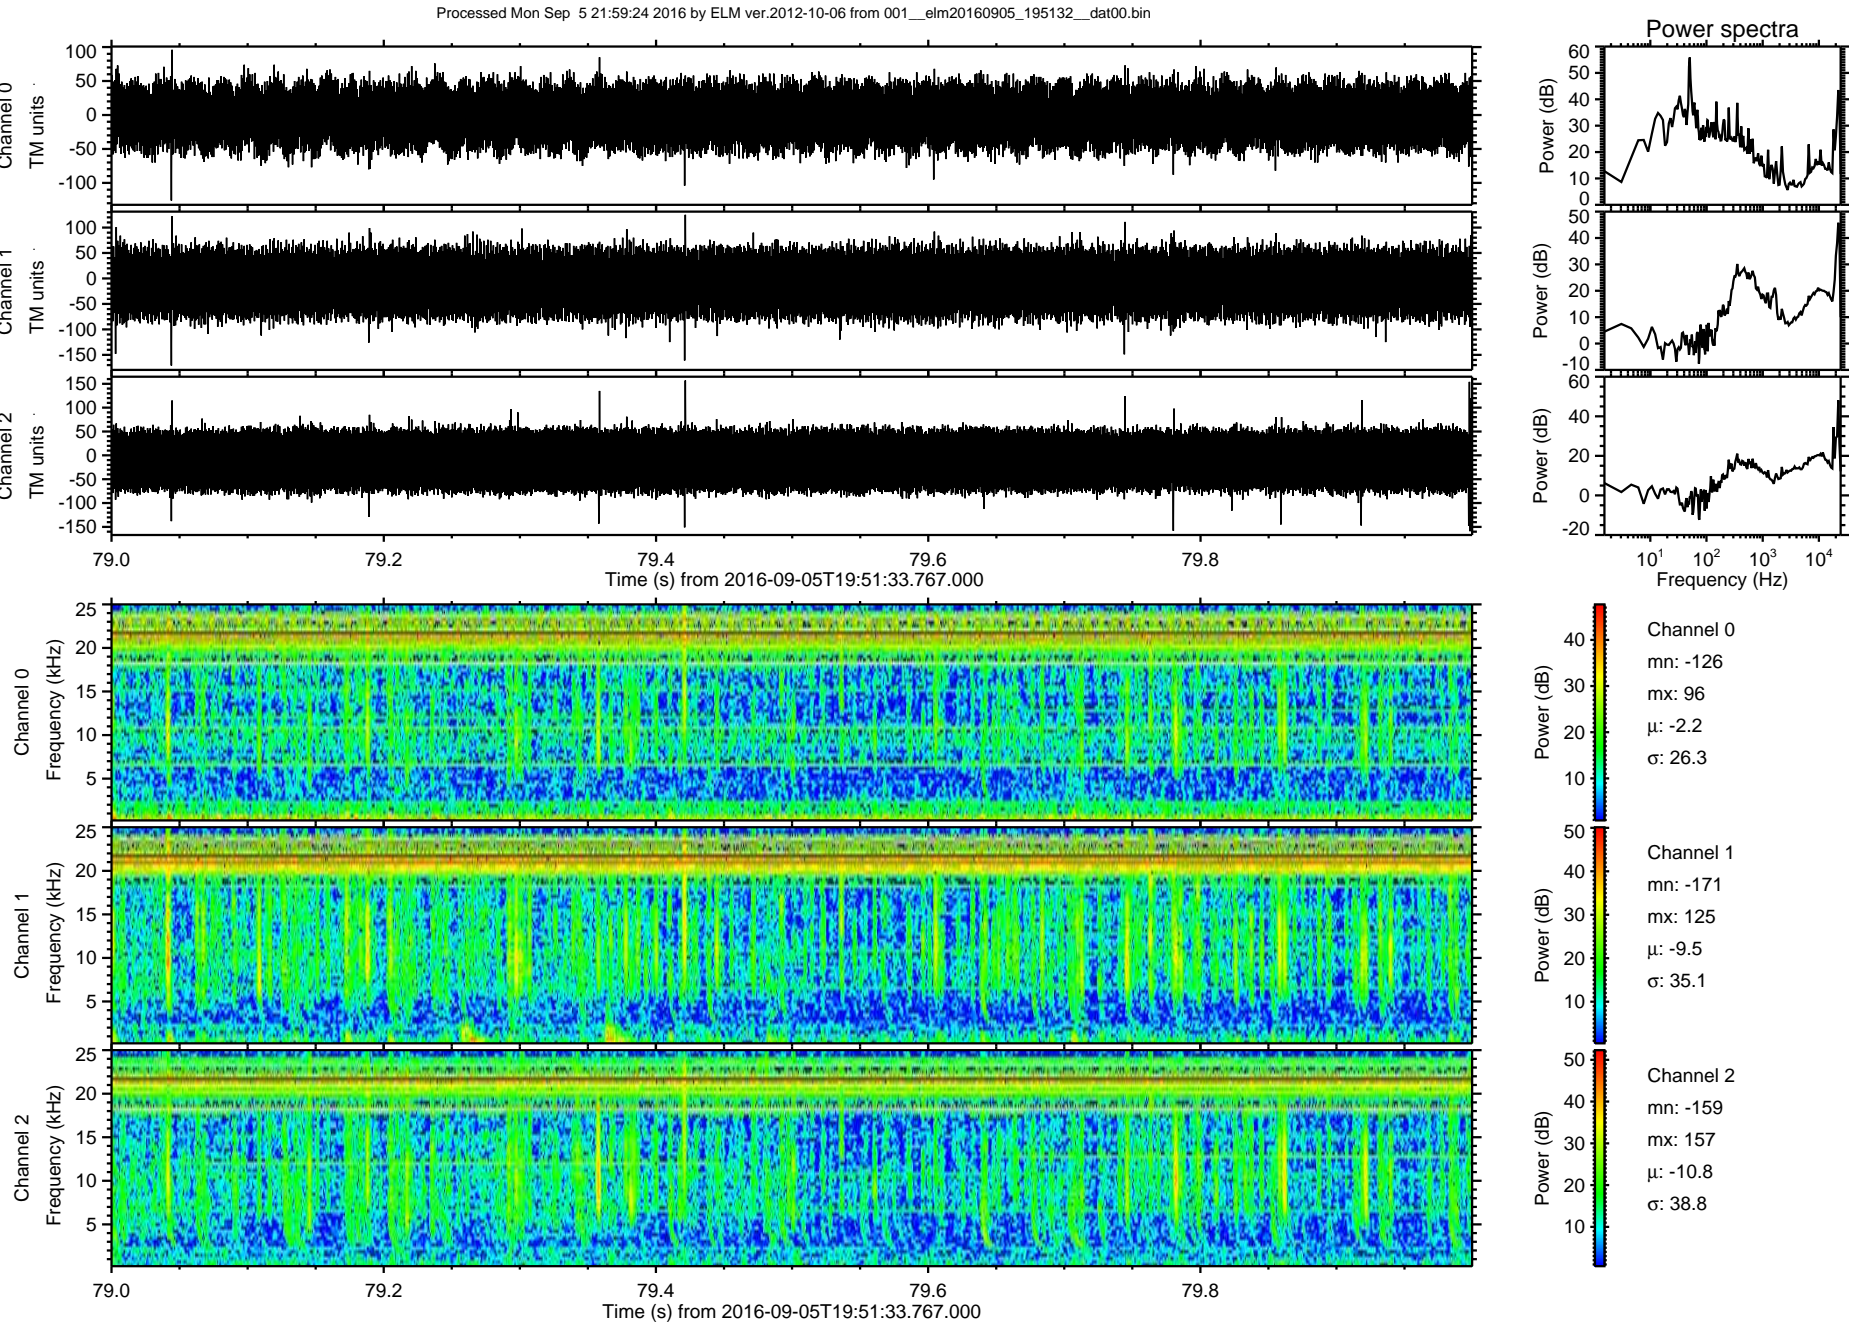 Processed Mon Sep  5 21:59:24 2016 by ELM ver.2012-10-06 from 001__elm20160905_195132__dat00.bin
Power spectra
Channel 0
TM units
100
50
0
-50
-100
Power (dB)
60
50
40
30
20
10
0
Channel 1
TM units
100
50
0
-50
-100
-150
Power (dB)
50
40
30
20
10
0
-10
Channel 2
TM units
150
100
50
0
-50
-100
-150
Power (dB)
60
40
20
0
-20
79.0 79.2 79.4 79.6 79.8
Time (s) from 2016-09-05T19:51:33.767.000
10¹ 10² 10³ 10⁴
Frequency (Hz)
Channel 0
Frequency (kHz)
25
20
15
10
5
Power (dB)
40
30
20
10
Channel 0
mn: -126
mx: 96
μ: -2.2
σ: 26.3
Channel 1
Frequency (kHz)
25
20
15
10
5
Power (dB)
50
40
30
20
10
Channel 1
mn: -171
mx: 125
μ: -9.5
σ: 35.1
Channel 2
Frequency (kHz)
25
20
15
10
5
Power (dB)
50
40
30
20
10
Channel 2
mn: -159
mx: 157
μ: -10.8
σ: 38.8
79.0 79.2 79.4 79.6 79.8
Time (s) from 2016-09-05T19:51:33.767.000